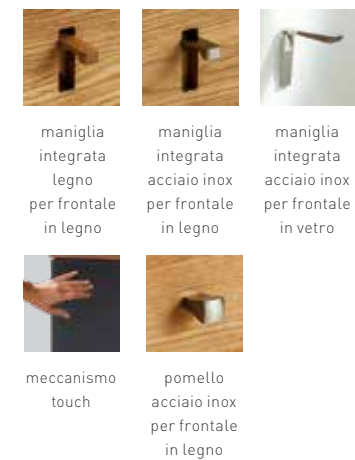 maniglia
integrata
legno
per frontale
in legno
maniglia
integrata
acciaio inox
per frontale
in legno
maniglia
integrata
acciaio inox
per frontale
in vetro
meccanismo
touch
pomello
acciaio inox
per frontale
in legno